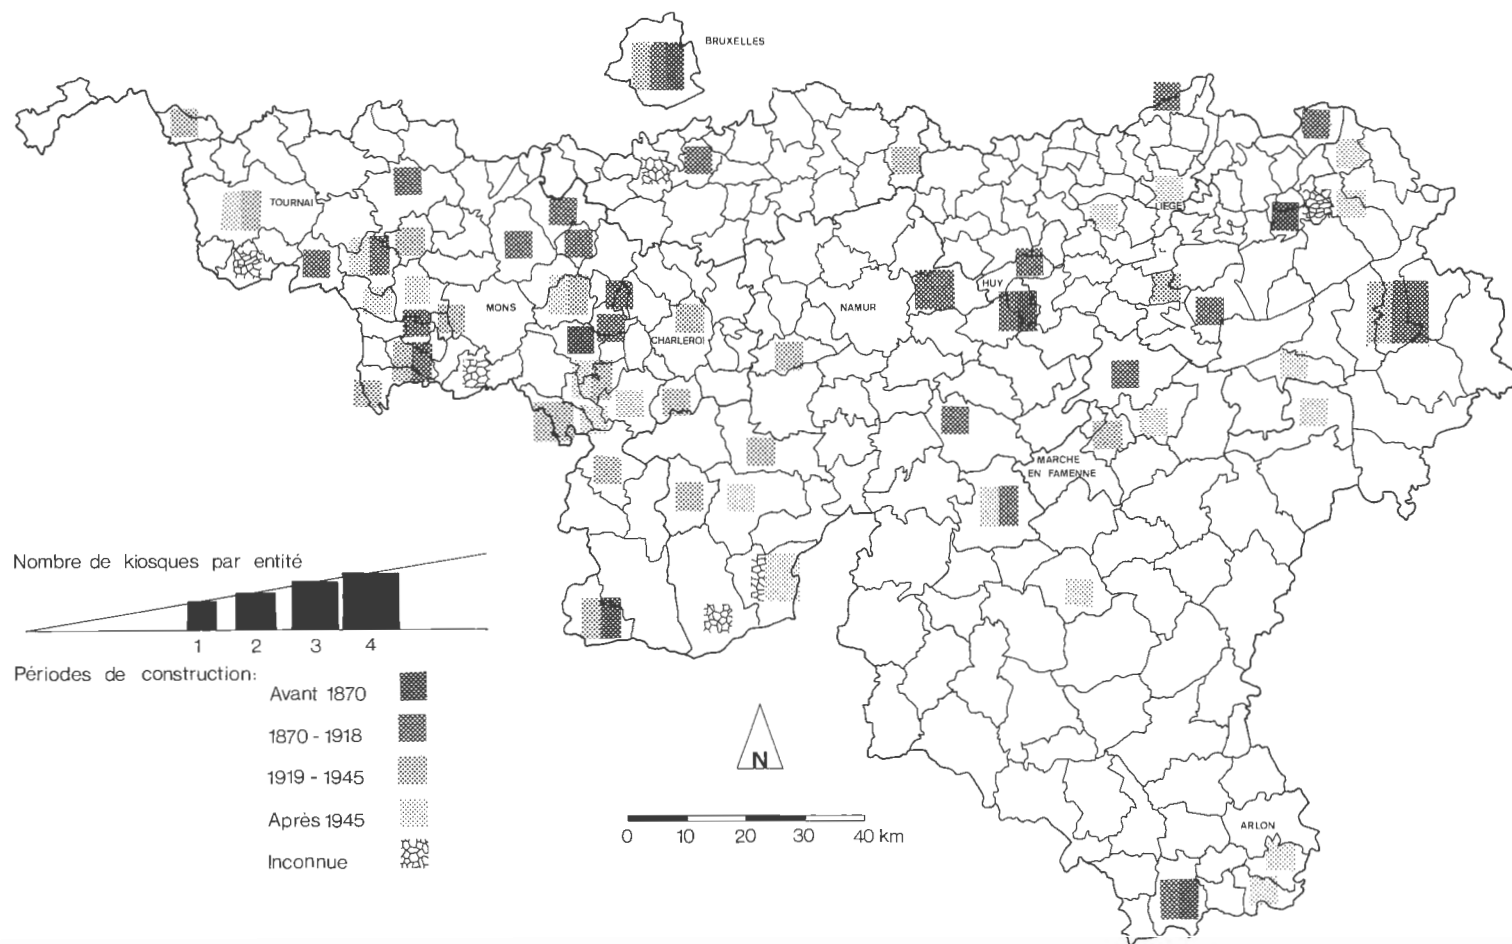 BRUXELLES
TOURNAI
LIEGE
MONS
NAMUR
HUY
CHARLEROI
MARCHE
EN FAMENNE
Nombre de kiosques par entité
1 2 3 4
Périodes de construction:
Avant 1870
1870 - 1918
1919 - 1945
Après 1945
Inconnue
N
0 10 20 30 40 km
ARLON